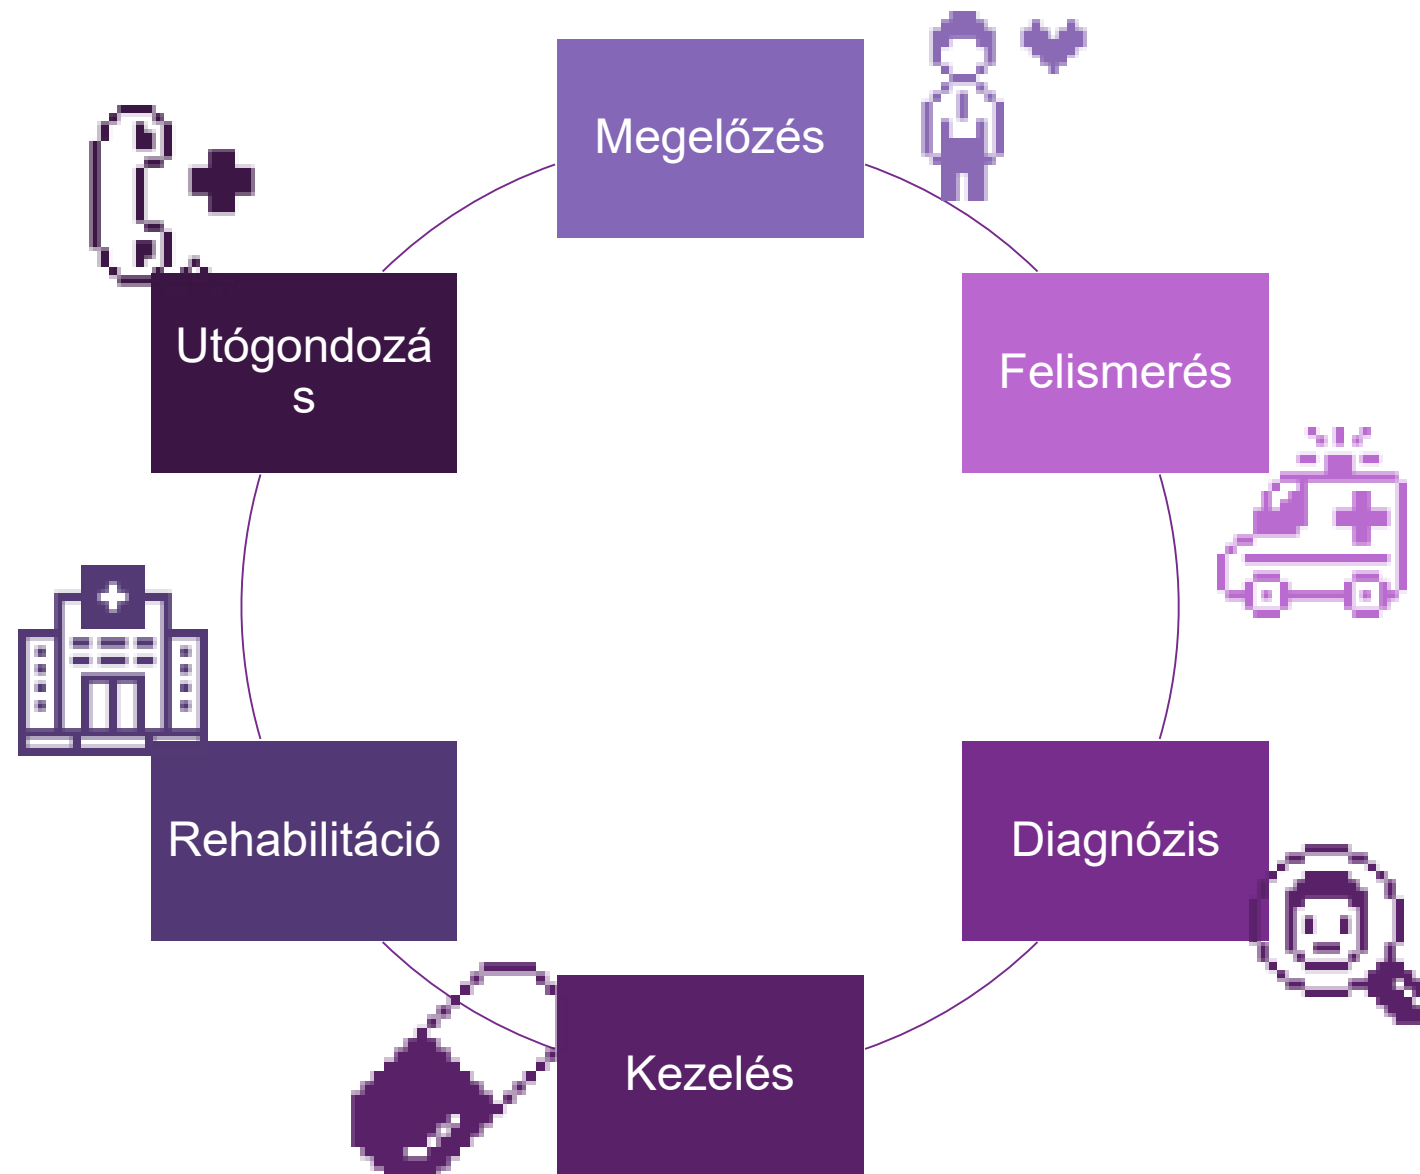 Megelőzés
Felismerés
Diagnózis
Kezelés
Rehabilitáció
Utógondozá
s